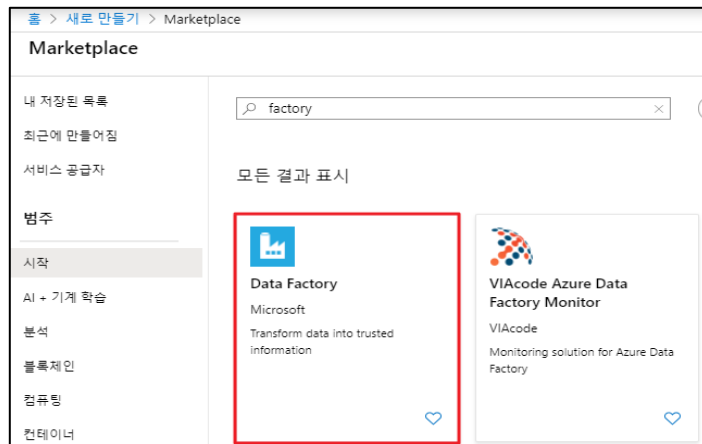 홈 > 새로 만들기 > Marketplace
Marketplace
내 저장된 목록
최근에 만들어짐
서비스 공급자
범주
시작
AI + 기계 학습
분석
블록체인
컴퓨팅
컨테이너
factory
모든 결과 표시
Data Factory
Microsoft
Transform data into trusted
information
VIAcode Azure Data
Factory Monitor
VIAcode
Monitoring solution for Azure Data
Factory